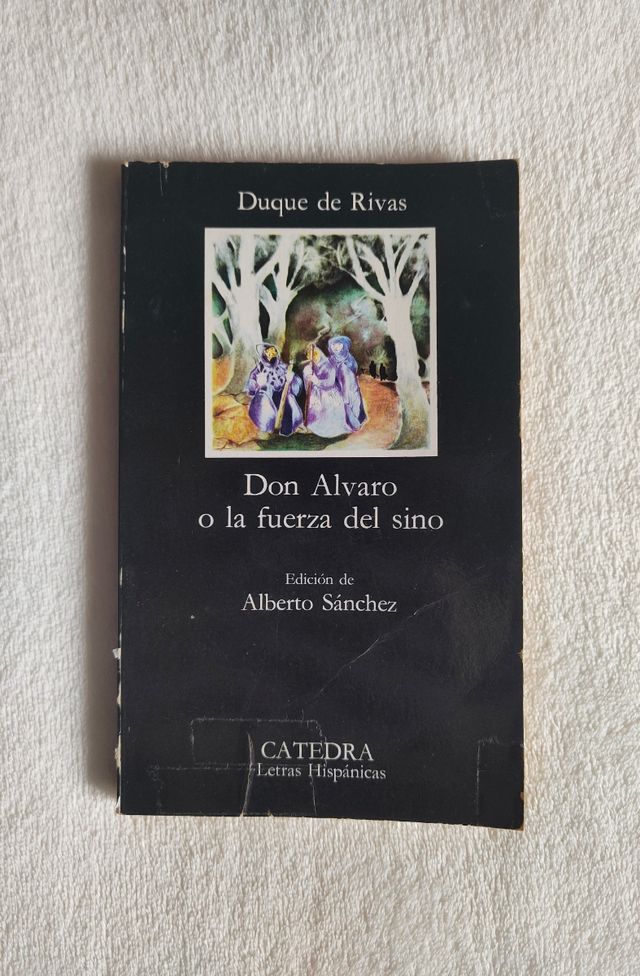 Duque de Rivas
Don Alvaro
o la fuerza del sino
Edición de
Alberto Sánchez
CATEDRA
Letras Hispánicas